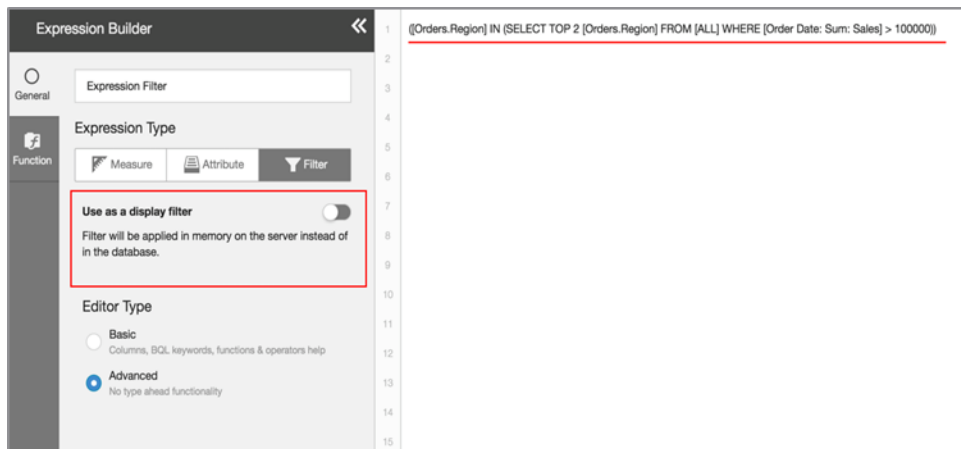 Expression Builder
General
Function
Expression Filter
Expression Type
Measure
Attribute
Filter
Use as a display filter
Filter will be applied in memory on the server instead of
in the database.
Editor Type
Basic
Columns, BQL keywords, functions & operators help
Advanced
No type ahead functionality
1 ([Orders.Region] IN (SELECT TOP 2 [Orders.Region] FROM [ALL] WHERE [Order Date: Sum: Sales] > 100000))
2
3
4
5
6
7
8
9
10
11
12
13
14
15